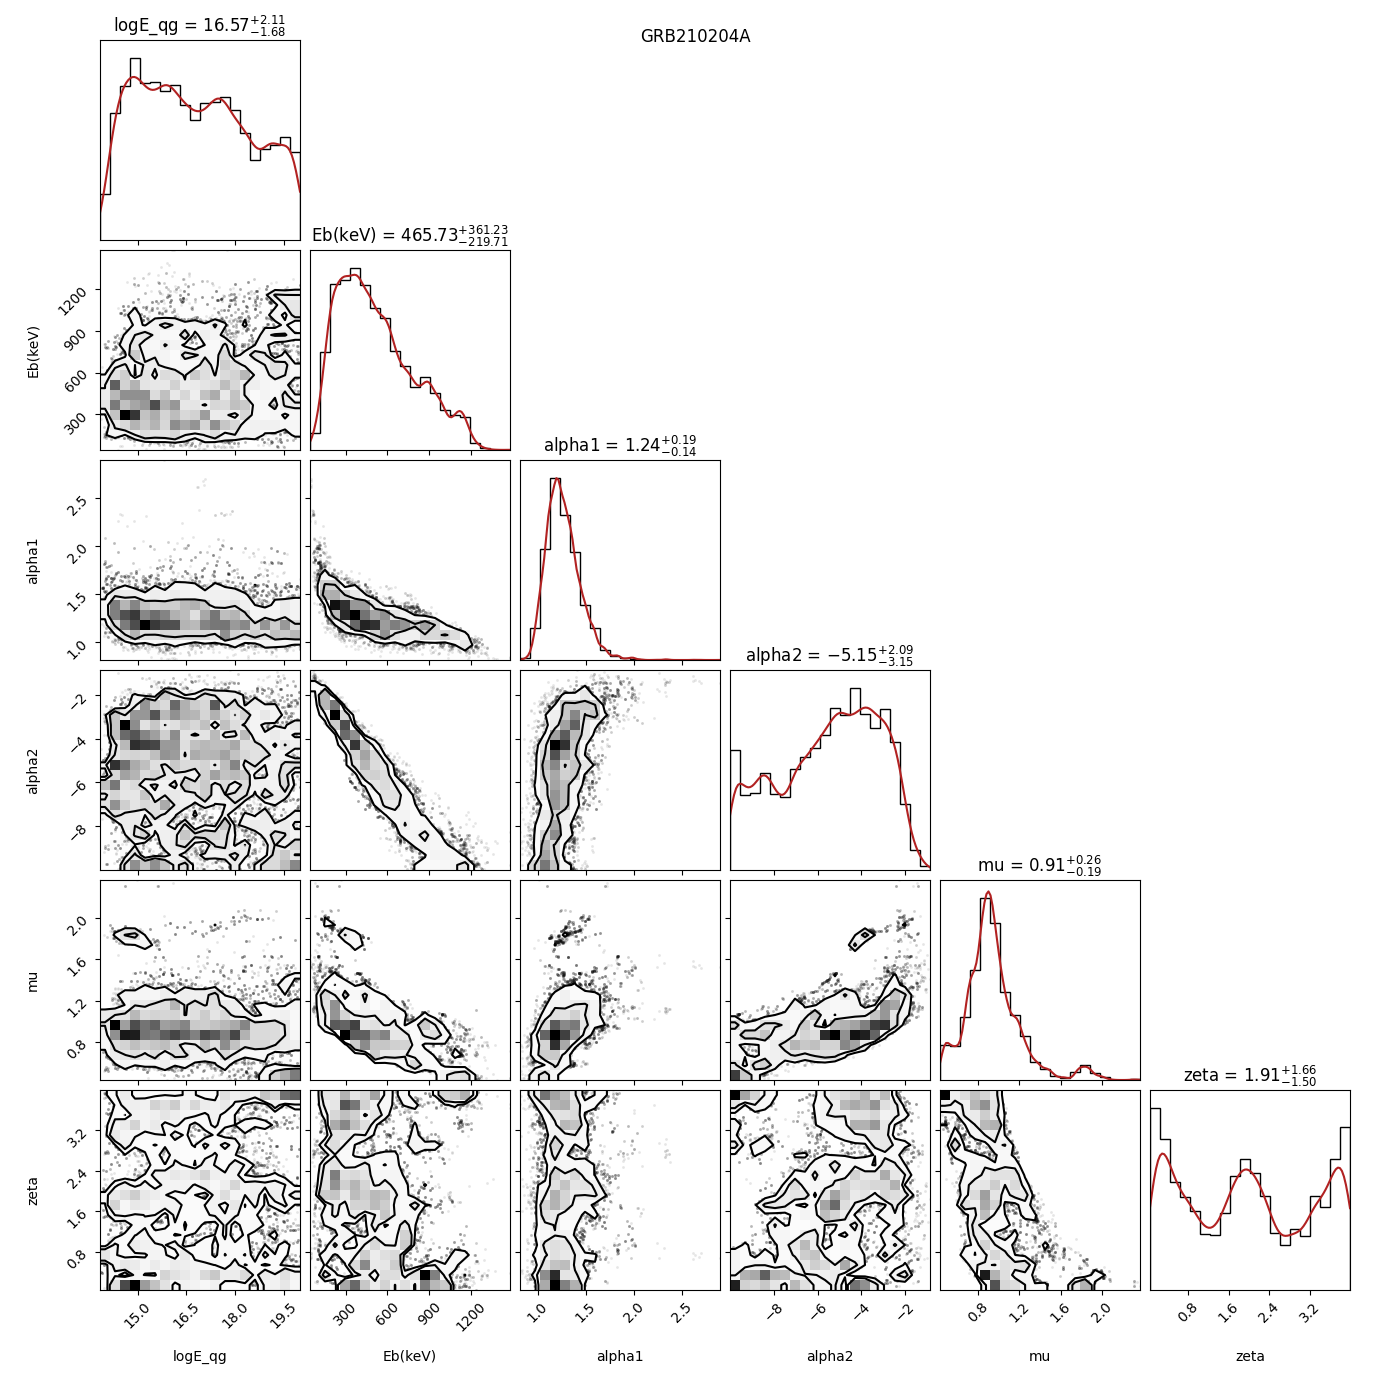 GRB210204A
logE_qg = 16.57+2.11−1.68
Eb(keV) = 465.73+361.23−219.71
alpha1 = 1.24+0.19−0.14
alpha2 = −5.15+2.09−3.15
mu = 0.91+0.26−0.19
zeta = 1.91+1.66−1.50
Eb(keV)
1200
900
600
300
alpha1
2.5
2.0
1.5
1.0
alpha2
−2
−4
−6
−8
mu
2.0
1.6
1.2
0.8
zeta
3.2
2.4
1.6
0.8
15.0 16.5 18.0 19.5
300 600 900 1200
1.0 1.5 2.0 2.5
−8 −6 −4 −2
0.8 1.2 1.6 2.0
0.8 1.6 2.4 3.2
logE_qg
Eb(keV)
alpha1
alpha2
mu
zeta